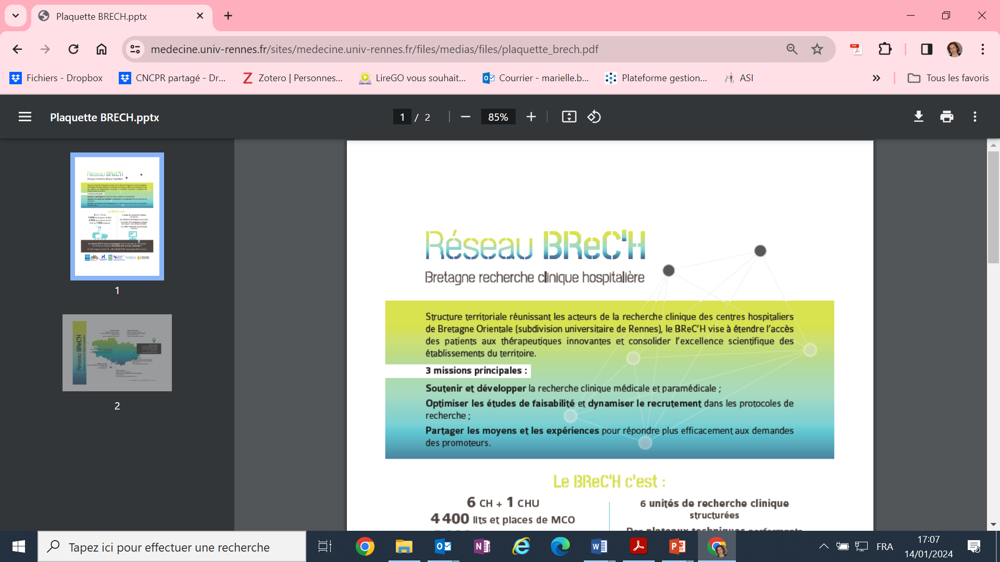 Plaquette BRECH.pptx
medecine.univ-rennes.fr/sites/medecine.univ-rennes.fr/files/medias/files/plaquette_brech.pdf
Fichiers - Dropbox
CNCPR partagé - Dr...
Zotero | Personnes...
LireGO vous souhait...
Courrier - marielle.b...
Plateforme gestion...
ASI
Tous les favoris
Plaquette BRECH.pptx
1 / 2
85%
1
2
Réseau BReC'H
Bretagne recherche clinique hospitalière
Structure territoriale réunissant les acteurs de la recherche clinique des centres hospitaliers
de Bretagne Orientale (subdivision universitaire de Rennes), le BReC'H vise à étendre l'accès
des patients aux thérapeutiques innovantes et consolider l'excellence scientifique des
établissements du territoire.
3 missions principales :
Soutenir et développer la recherche clinique médicale et paramédicale ;
Optimiser les études de faisabilité et dynamiser le recrutement dans les protocoles de
recherche ;
Partager les moyens et les expériences pour répondre plus efficacement aux demandes
des promoteurs.
Le BReC'H c'est :
6 CH + 1 CHU
4 400 lits et places de MCO
6 unités de recherche clinique
structurées
Des plateaux techniques performants
Tapez ici pour effectuer une recherche
FRA
17:07
14/01/2024